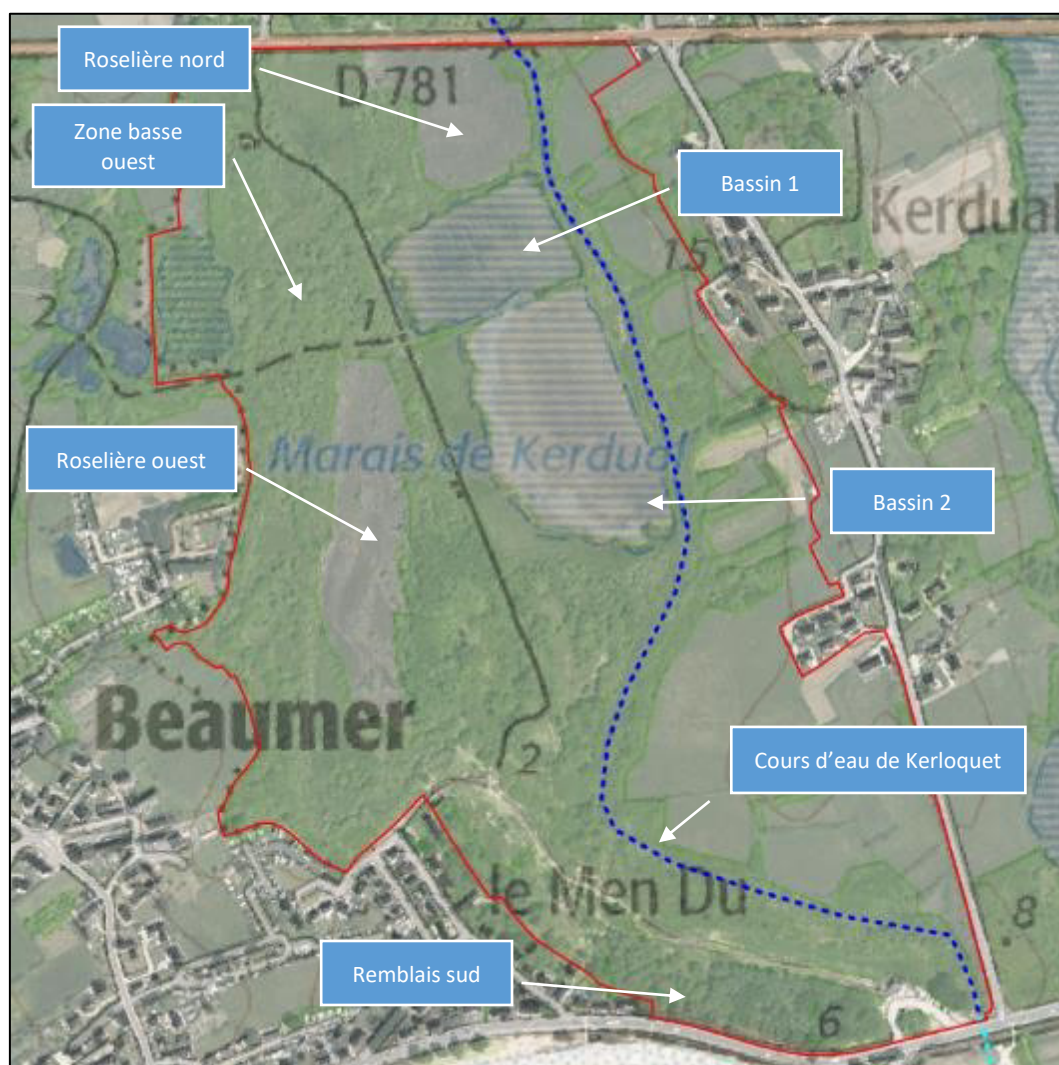 Roselière nord
D 781
Zone basse
ouest
Bassin 1
15
2
1
Roselière ouest
Marais de Kerdual
Bassin 2
Beaumer
2
Cours d'eau de Kerloquet
le Men Du
8
Remblais sud
6